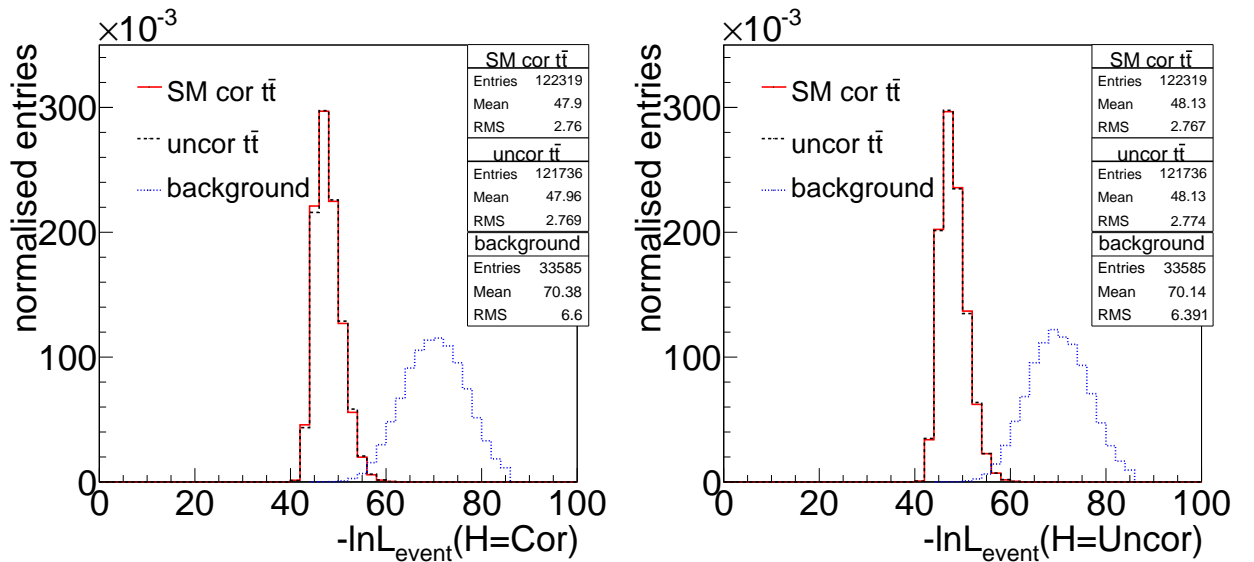 ×10⁻³
normalised entries
300
200
100
0
0 20 40 60 80 100
-lnL_event(H=Cor)
SM cor tt̄
uncor tt̄
background
SM cor tt̄
Entries 122319
Mean 47.9
RMS 2.76
uncor tt̄
Entries 121736
Mean 47.96
RMS 2.769
background
Entries 33585
Mean 70.38
RMS 6.6
×10⁻³
normalised entries
300
200
100
0
0 20 40 60 80 100
-lnL_event(H=Uncor)
SM cor tt̄
uncor tt̄
background
SM cor tt̄
Entries 122319
Mean 48.13
RMS 2.767
uncor tt̄
Entries 121736
Mean 48.13
RMS 2.774
background
Entries 33585
Mean 70.14
RMS 6.391